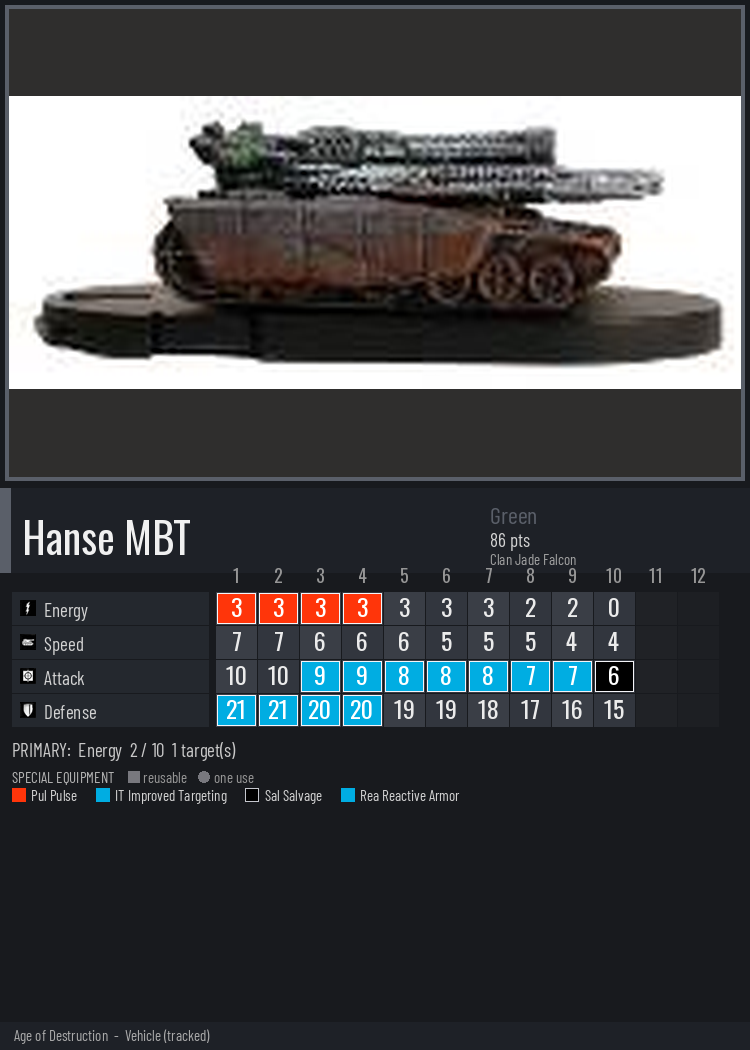 Hanse MBT
Green
86 pts
Clan Jade Falcon
1 2 3 4 5 6 7 8 9 10 11 12
Energy 3 3 3 3 3 3 3 2 2 0
Speed 7 7 6 6 6 5 5 5 4 4
Attack 10 10 9 9 8 8 8 7 7 6
Defense 21 21 20 20 19 19 18 17 16 15
PRIMARY: Energy 2 / 10 1 target(s)
SPECIAL EQUIPMENT reusable one use
Pul Pulse IT Improved Targeting Sal Salvage Rea Reactive Armor
Age of Destruction - Vehicle (tracked)